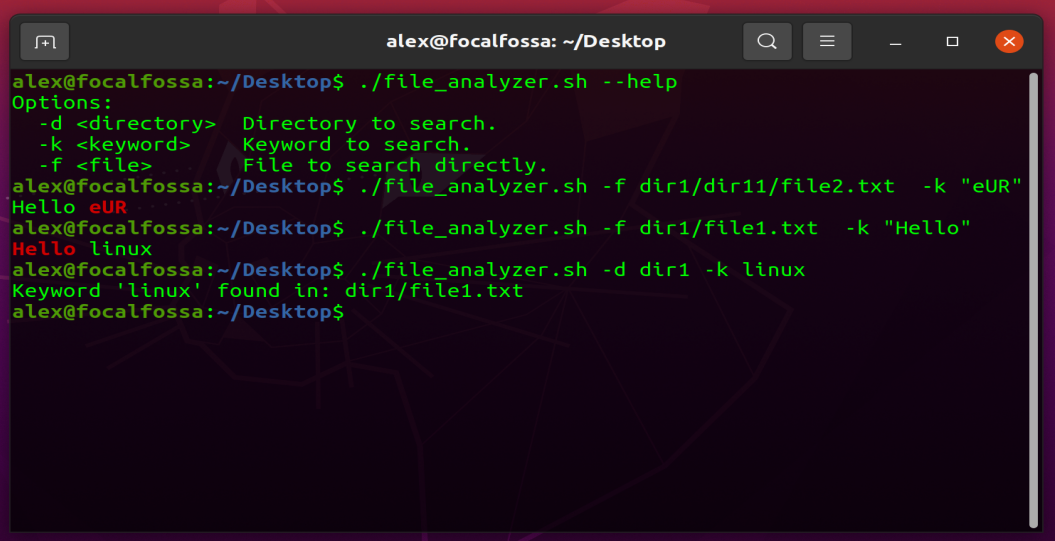 alex@focalfossa: ~/Desktop
alex@focalfossa:~/Desktop$ ./file_analyzer.sh --help
Options:
  -d <directory>  Directory to search.
  -k <keyword>    Keyword to search.
  -f <file>       File to search directly.
alex@focalfossa:~/Desktop$ ./file_analyzer.sh -f dir1/dir11/file2.txt  -k "eUR"
Hello eUR
alex@focalfossa:~/Desktop$ ./file_analyzer.sh -f dir1/file1.txt  -k "Hello"
Hello linux
alex@focalfossa:~/Desktop$ ./file_analyzer.sh -d dir1 -k linux
Keyword 'linux' found in: dir1/file1.txt
alex@focalfossa:~/Desktop$